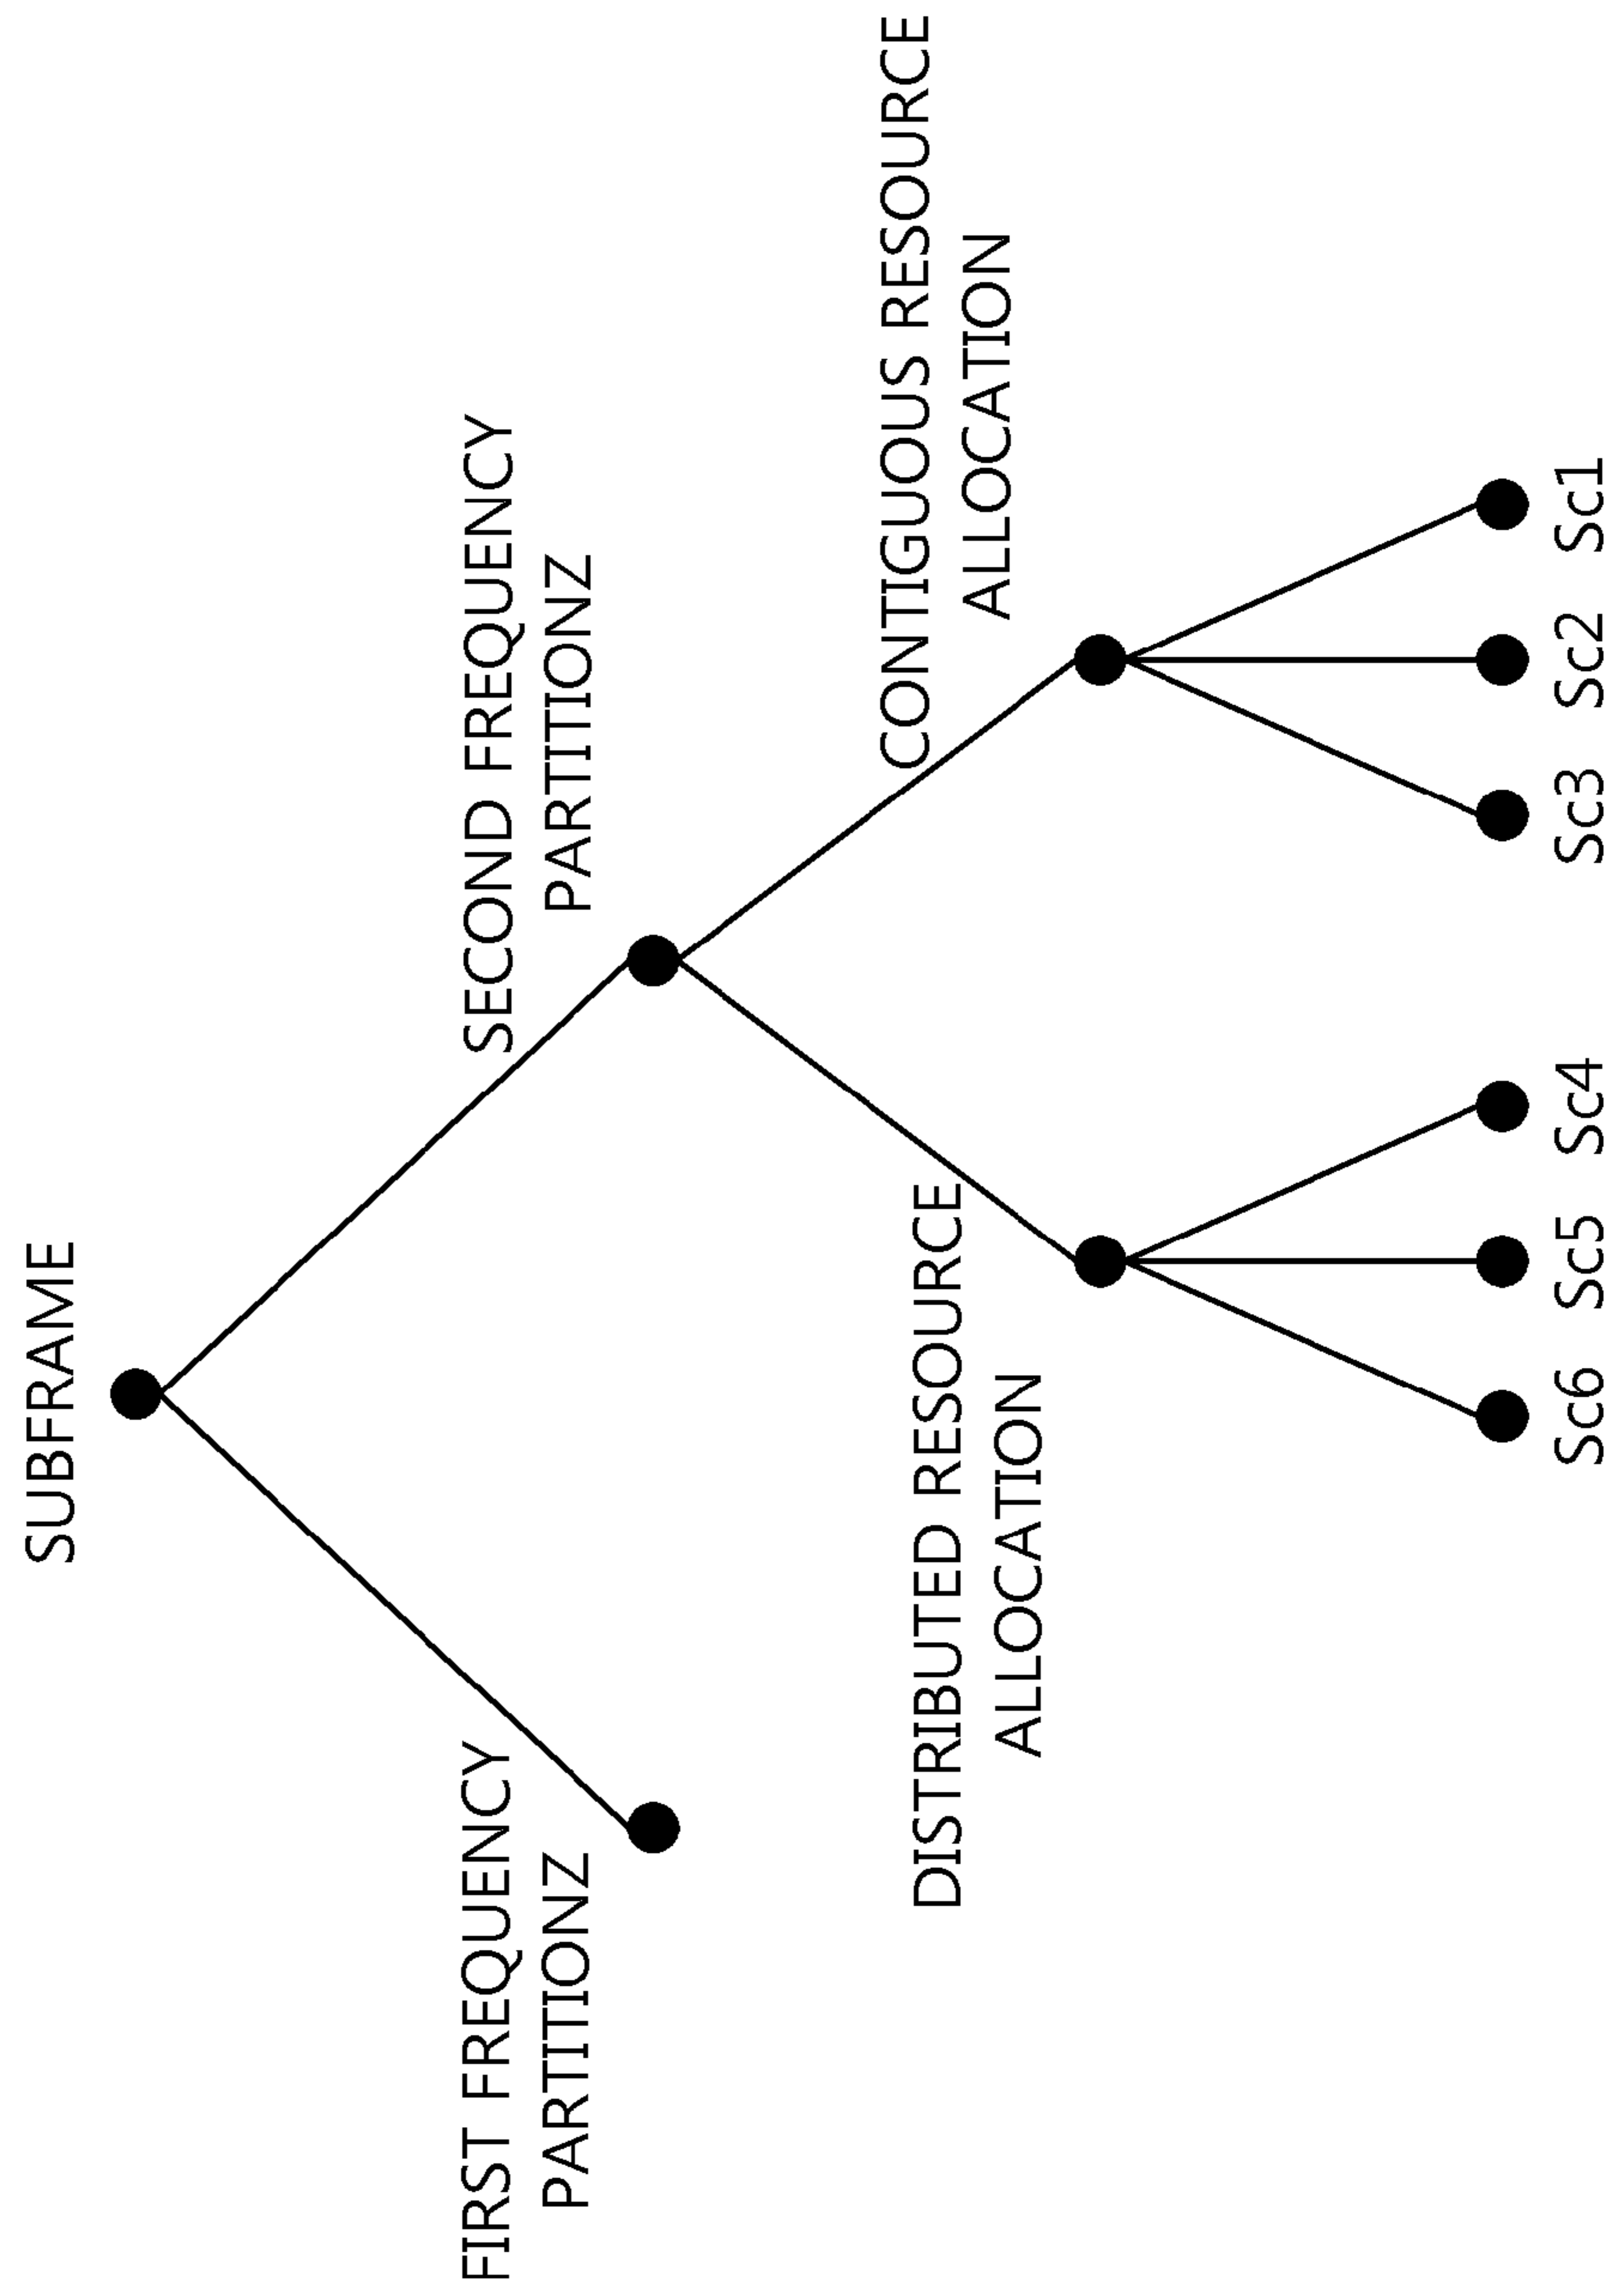 SUBFRAME
FIRST FREQUENCY
PARTITIONZ
SECOND FREQUENCY
PARTITIONZ
DISTRIBUTED RESOURCE
ALLOCATION
CONTIGUOUS RESOURCE
ALLOCATION
Sc6 Sc5 Sc4 Sc3 Sc2 Sc1